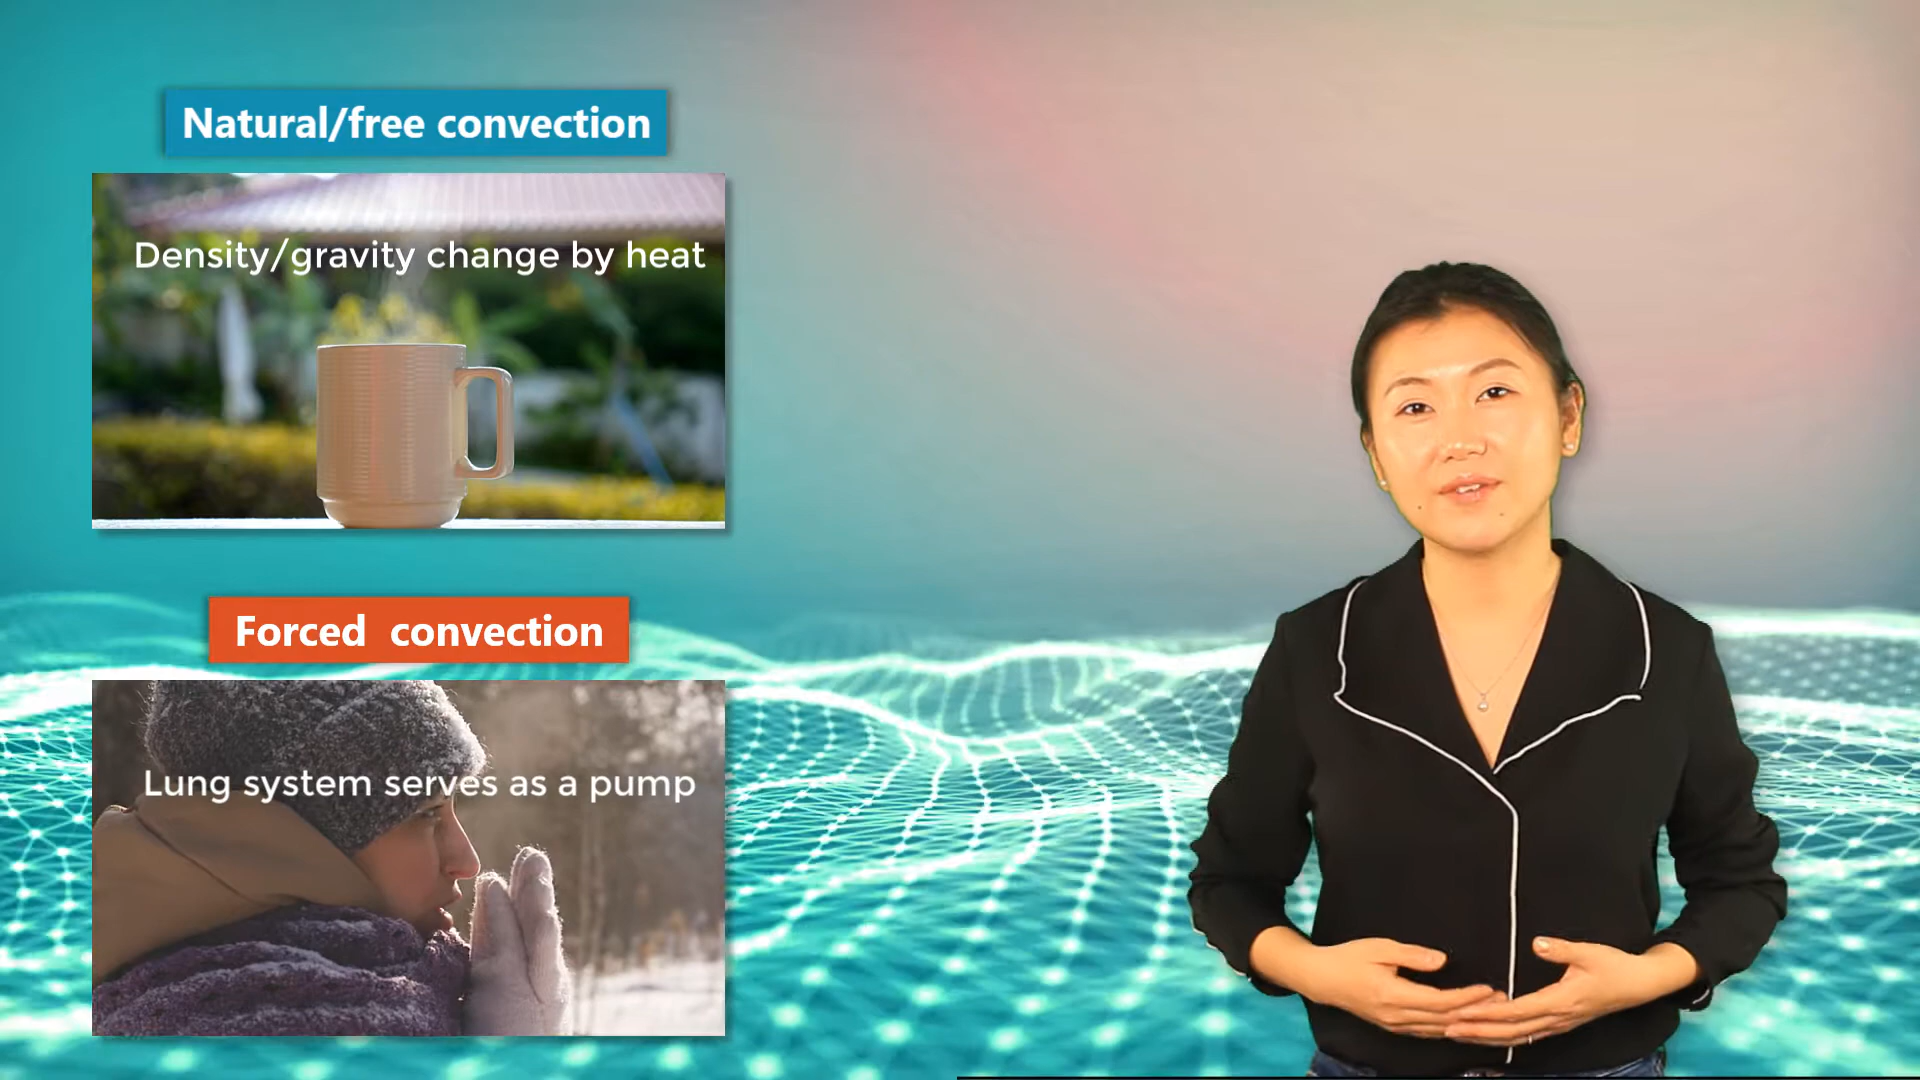 Natural/free convection
Density/gravity change by heat
Forced convection
Lung system serves as a pump